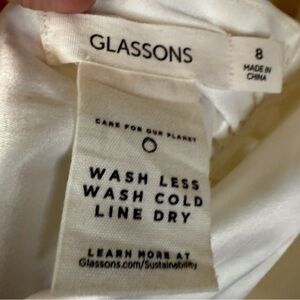 GLASSONS
8
MADE IN
CHINA
CARE FOR OUR PLANET
WASH LESS
WASH COLD
LINE DRY
LEARN MORE AT
Glassons.com/Sustainability